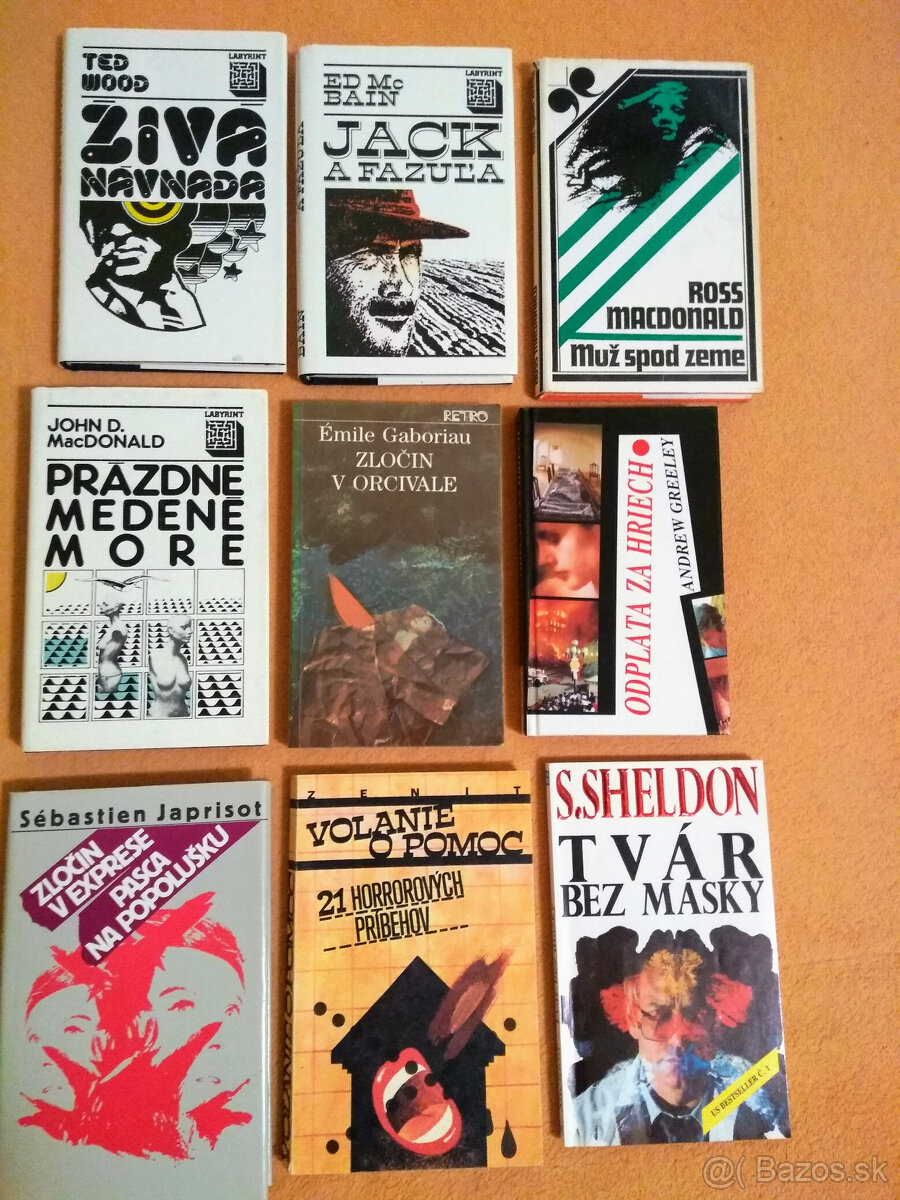 TED
WOOD
LABYRINT
ŽIVÁ
NÁVNADA
ED Mc
BAIN
LABYRINT
JACK
A FAZUĽA
BAIN
ROSS
MACDONALD
Muž spod zeme
JOHN D.
MacDONALD
LABYRINT
PRÁZDNE
MEDENÉ
MORE
RETRO
Émile Gaboriau
ZLOČIN
V ORCIVALE
ODPLATA ZA HRIECH
ANDREW GREELEY
Sébastien Japrisot
ZLOČIN
V EXPRESE
PASCA
NA POPOLUŠKU
ZENIT
VOLANIE
O POMOC
21 HORROROVÝCH
PRÍBEHOV
S.SHELDON
TVÁR
BEZ MASKY
US BESTSELLER Č. 1
@( Bazos.sk